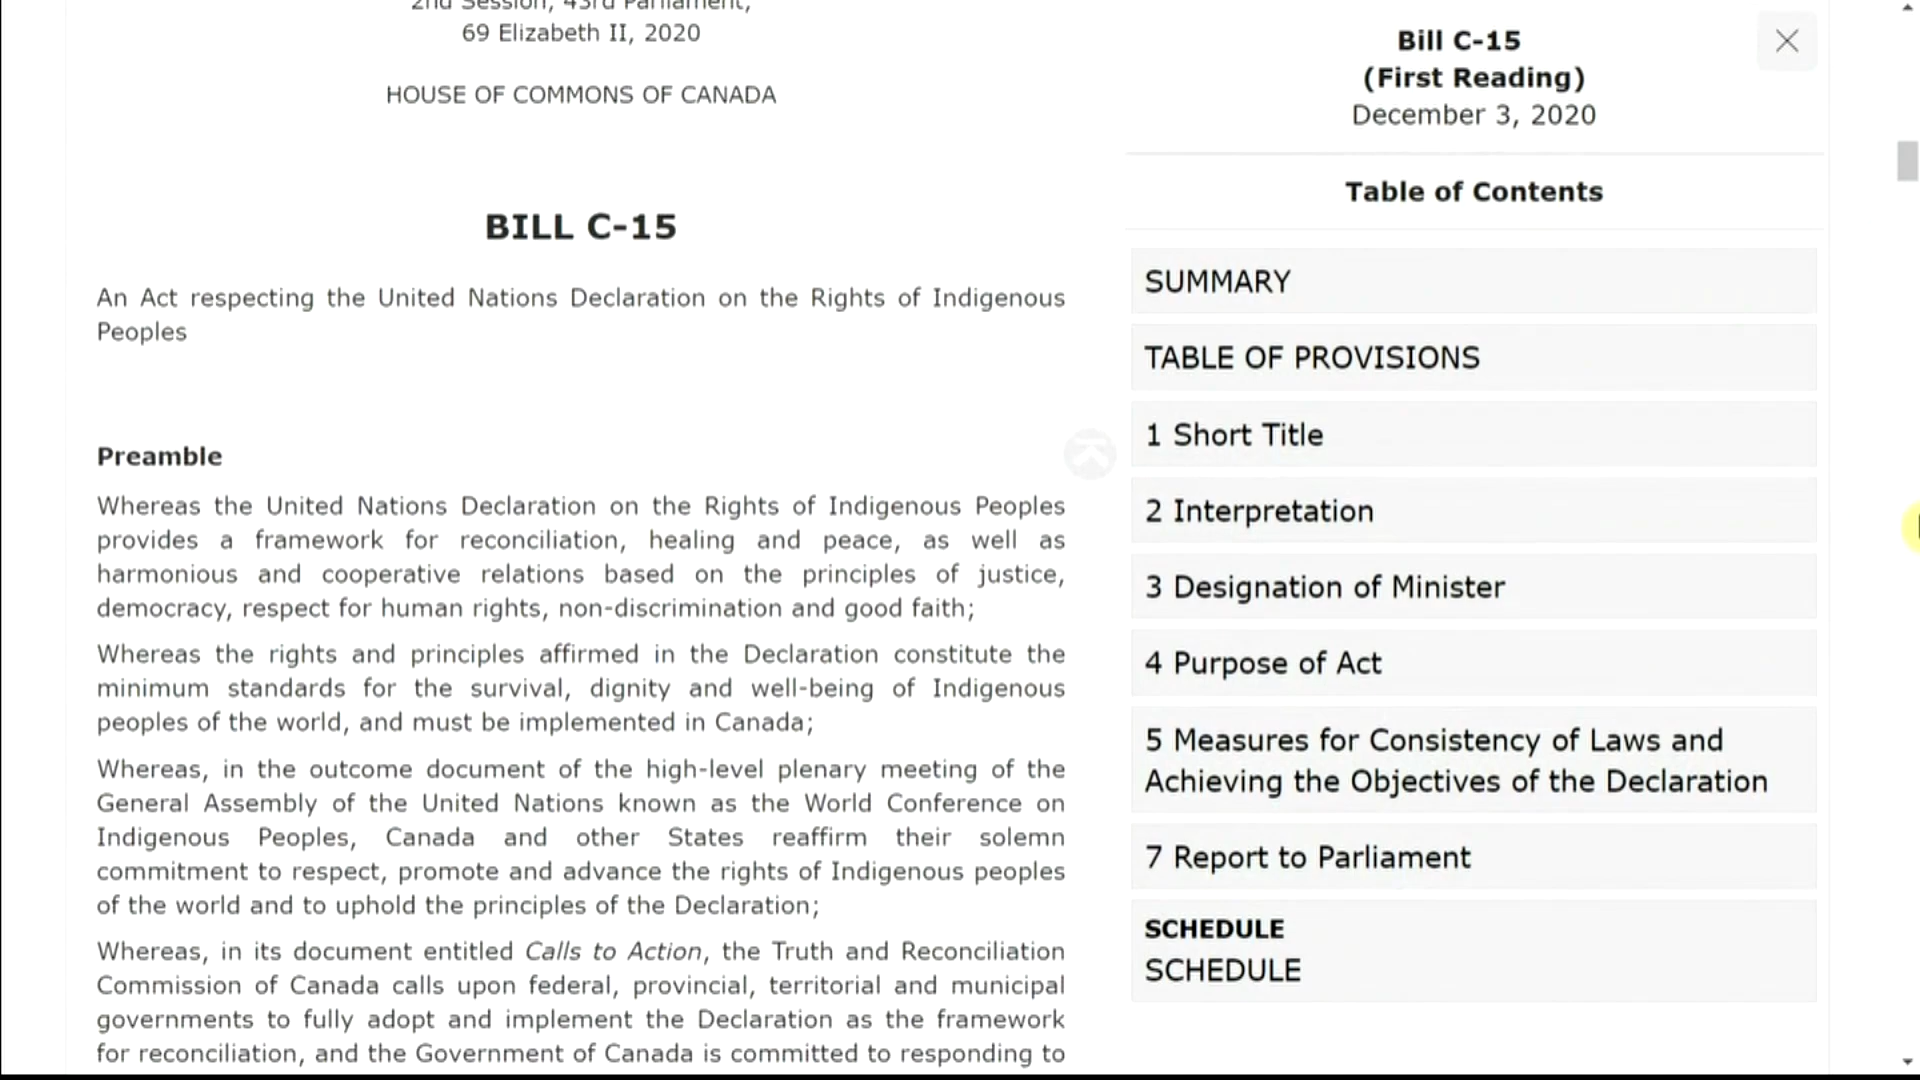 2nd Session, 43rd Parliament,
69 Elizabeth II, 2020
HOUSE OF COMMONS OF CANADA
BILL C-15
An Act respecting the United Nations Declaration on the Rights of Indigenous
Peoples
Preamble
Whereas the United Nations Declaration on the Rights of Indigenous Peoples
provides a framework for reconciliation, healing and peace, as well as
harmonious and cooperative relations based on the principles of justice,
democracy, respect for human rights, non-discrimination and good faith;
Whereas the rights and principles affirmed in the Declaration constitute the
minimum standards for the survival, dignity and well-being of Indigenous
peoples of the world, and must be implemented in Canada;
Whereas, in the outcome document of the high-level plenary meeting of the
General Assembly of the United Nations known as the World Conference on
Indigenous Peoples, Canada and other States reaffirm their solemn
commitment to respect, promote and advance the rights of Indigenous peoples
of the world and to uphold the principles of the Declaration;
Whereas, in its document entitled Calls to Action, the Truth and Reconciliation
Commission of Canada calls upon federal, provincial, territorial and municipal
governments to fully adopt and implement the Declaration as the framework
for reconciliation, and the Government of Canada is committed to responding to
Bill C-15
(First Reading)
December 3, 2020
Table of Contents
SUMMARY
TABLE OF PROVISIONS
1 Short Title
2 Interpretation
3 Designation of Minister
4 Purpose of Act
5 Measures for Consistency of Laws and
Achieving the Objectives of the Declaration
7 Report to Parliament
SCHEDULE
SCHEDULE